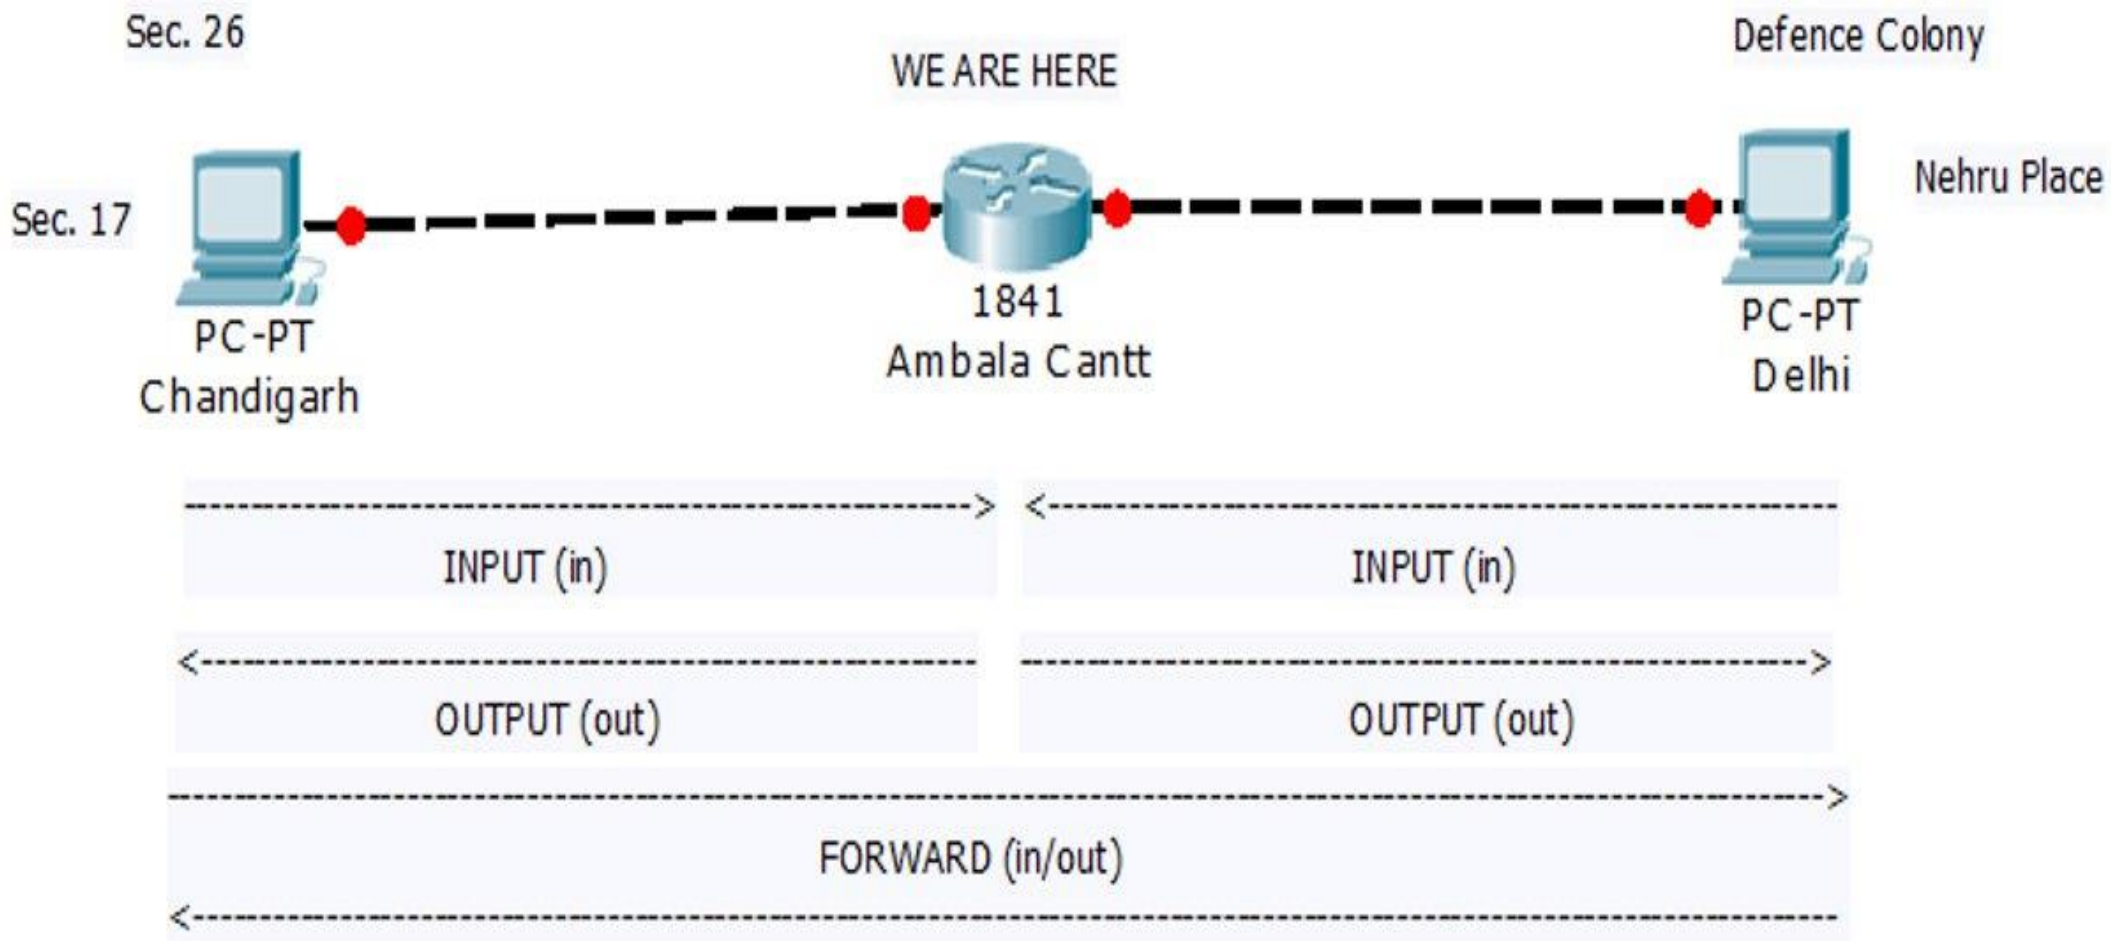 Sec. 26
Defence Colony
WE ARE HERE
Nehru Place
Sec. 17
1841
Ambala Cantt
PC-PT
Chandigarh
PC-PT
Delhi
-----> <-----
INPUT (in)
INPUT (in)
<----- ----->
OUTPUT (out)
OUTPUT (out)
----->
FORWARD (in/out)
<-----